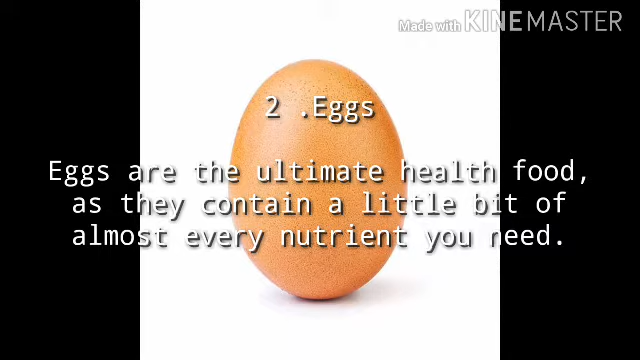 Made with KINEMASTER
2 .Eggs
Eggs are the ultimate health food,
as they contain a little bit of
almost every nutrient you need.